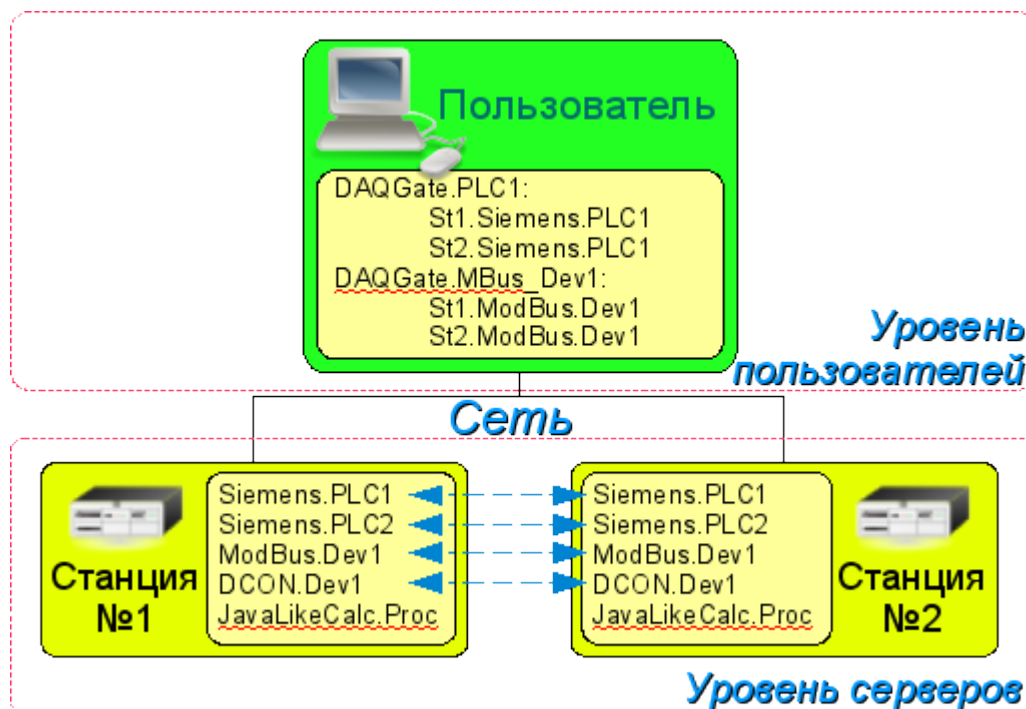 Пользователь
DAQGate.PLC1:
St1.Siemens.PLC1
St2.Siemens.PLC1
DAQGate.MBus_Dev1:
St1.ModBus.Dev1
St2.ModBus.Dev1
Уровень
пользователей
Сеть
Станция
№1
Siemens.PLC1
Siemens.PLC2
ModBus.Dev1
DCON.Dev1
JavaLikeCalc.Proc
Siemens.PLC1
Siemens.PLC2
ModBus.Dev1
DCON.Dev1
JavaLikeCalc.Proc
Станция
№2
Уровень серверов